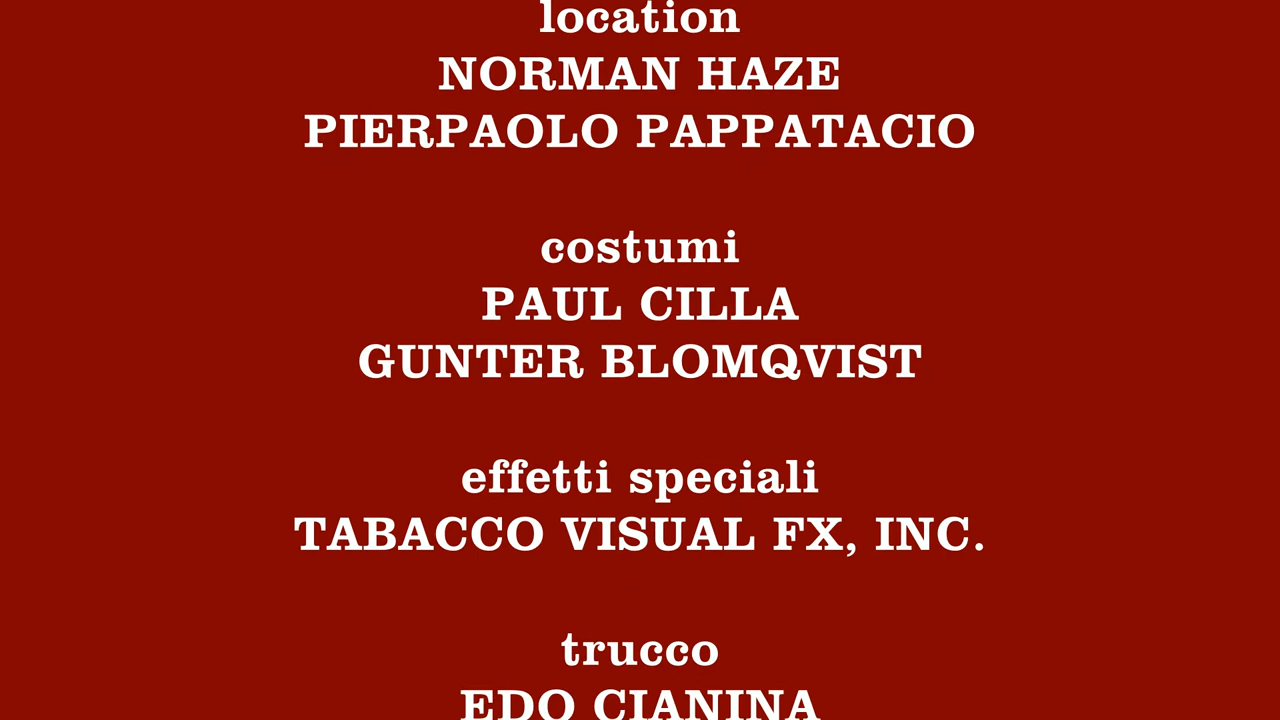 location
NORMAN HAZE
PIERPAOLO PAPPATACIO
costumi
PAUL CILLA
GUNTER BLOMQVIST
effetti speciali
TABACCO VISUAL FX, INC.
trucco
EDO CIANINA